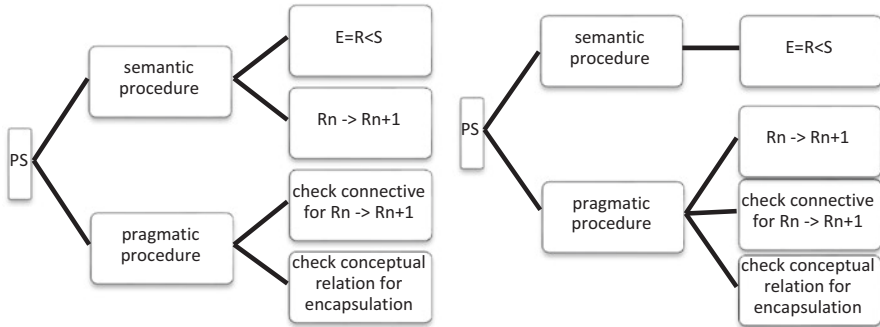 PS
semantic
procedure
E=R<S
Rn -> Rn+1
pragmatic
procedure
check connective
for Rn -> Rn+1
check conceptual
relation for
encapsulation
PS
semantic
procedure
E=R<S
pragmatic
procedure
Rn -> Rn+1
check connective
for Rn -> Rn+1
check conceptual
relation for
encapsulation